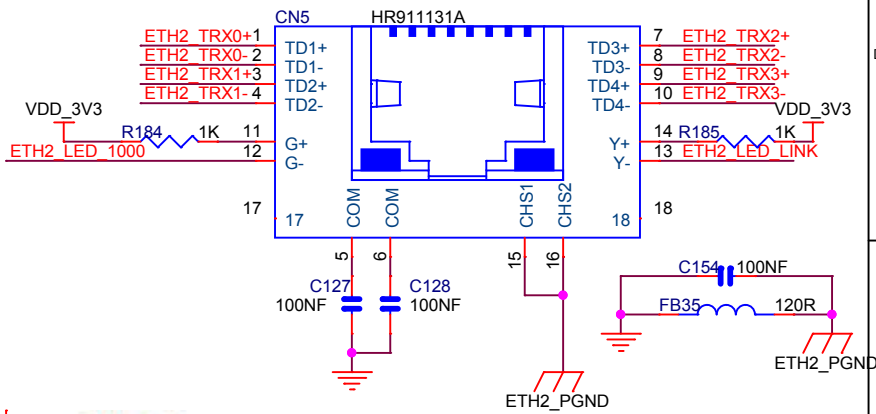 CN5 HR911131A
ETH2_TRX0+ 1 TD1+ TD3+ 7 ETH2_TRX2+
ETH2_TRX0- 2 TD1- TD3- 8 ETH2_TRX2-
ETH2_TRX1+ 3 TD2+ TD4+ 9 ETH2_TRX3+
ETH2_TRX1- 4 TD2- TD4- 10 ETH2_TRX3-
VDD_3V3 VDD_3V3
R184 1K 11 G+ Y+ 14 R185 1K
ETH2_LED_1000 12 G- Y- 13 ETH2_LED_LINK
17 17 COM COM CHS1 CHS2 18 18
5 6 15 16
C127 C128 C154 100NF
100NF 100NF FB35 120R
ETH2_PGND
ETH2_PGND